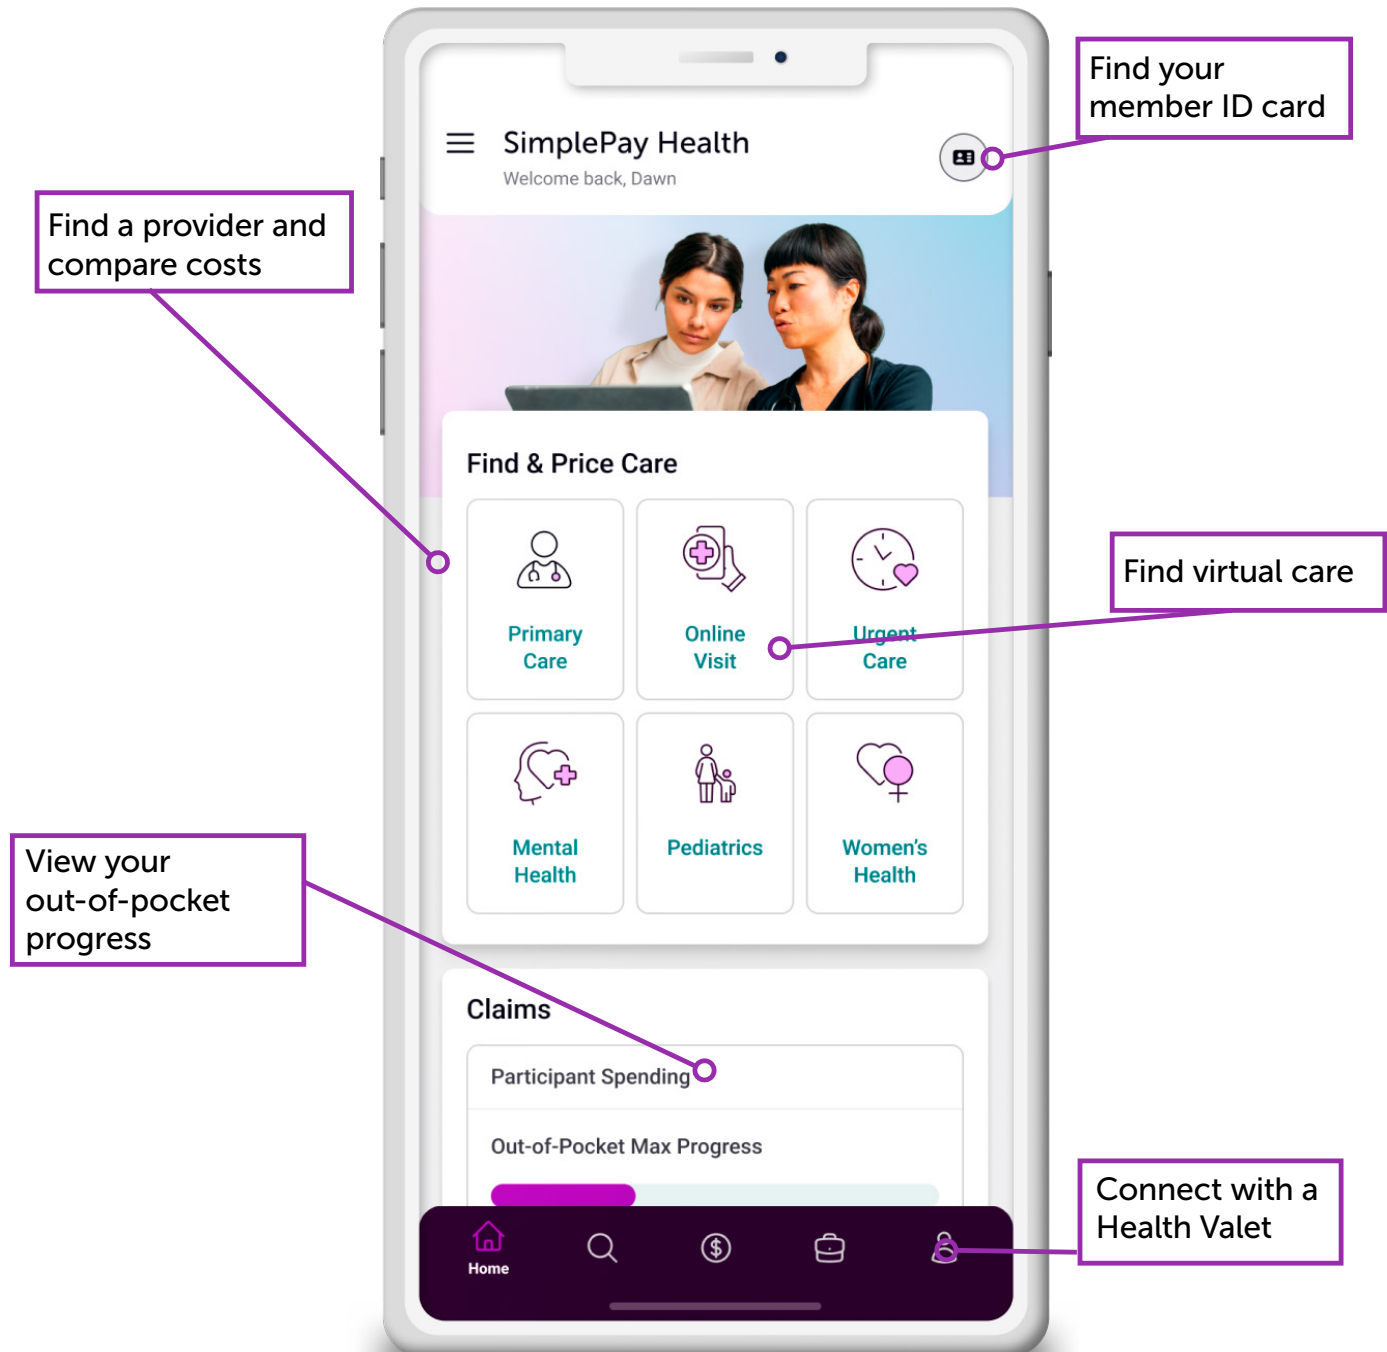 Find your
member ID card
SimplePay Health
Welcome back, Dawn
Find a provider and
compare costs
Find & Price Care
Primary
Care
Online
Visit
Urgent
Care
Find virtual care
Mental
Health
Pediatrics
Women's
Health
View your
out-of-pocket
progress
Claims
Participant Spending
Out-of-Pocket Max Progress
Connect with a
Health Valet
Home